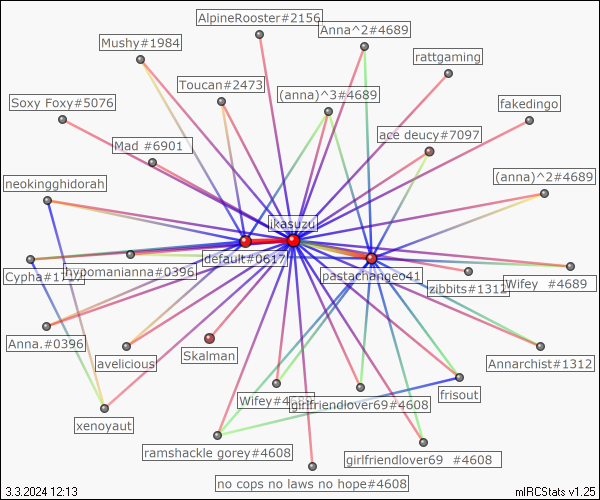 AlpineRooster#2156
Anna^2#4689
Mushy#1984
rattgaming
Toucan#2473
(anna)^3#4689
Soxy Foxy#5076
fakedingo
ace deucy#7097
Mad #6901
(anna)^2#4689
neokingghidorah
ikasuzu
default#0617
hypomanianna#0396
pastachange041
Cypha#1
zibbits#1312
Wifey #4689
Anna.#0396
avelicious
Skalman
Annarchist#1312
Wifey#4
girlfriendlover69#4608
frisout
xenoyaut
ramshackle gorey#4608
girlfriendlover69 #4608
no cops no laws no hope#4608
3.3.2024 12:13
mIRCStats v1.25